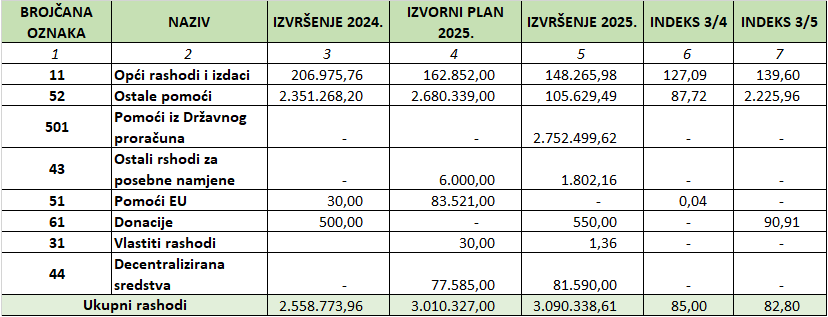 BROJČANA OZNAKA NAZIV IZVRŠENJE 2024. IZVORNI PLAN 2025. IZVRŠENJE 2025. INDEKS 3/4 INDEKS 3/5
1 2 3 4 5 6 7
11 Opći rashodi i izdaci 206.975,76 162.852,00 148.265,98 127,09 139,60
52 Ostale pomoći 2.351.268,20 2.680.339,00 105.629,49 87,72 2.225,96
501 Pomoći iz Državnog proračuna - - 2.752.499,62 - -
43 Ostali rshodi za posebne namjene - 6.000,00 1.802,16 - -
51 Pomoći EU 30,00 83.521,00 - 0,04 -
61 Donacije 500,00 - 550,00 - 90,91
31 Vlastiti rashodi 30,00 1,36 - -
44 Decentralizirana sredstva - 77.585,00 81.590,00 - -
Ukupni rashodi 2.558.773,96 3.010.327,00 3.090.338,61 85,00 82,80